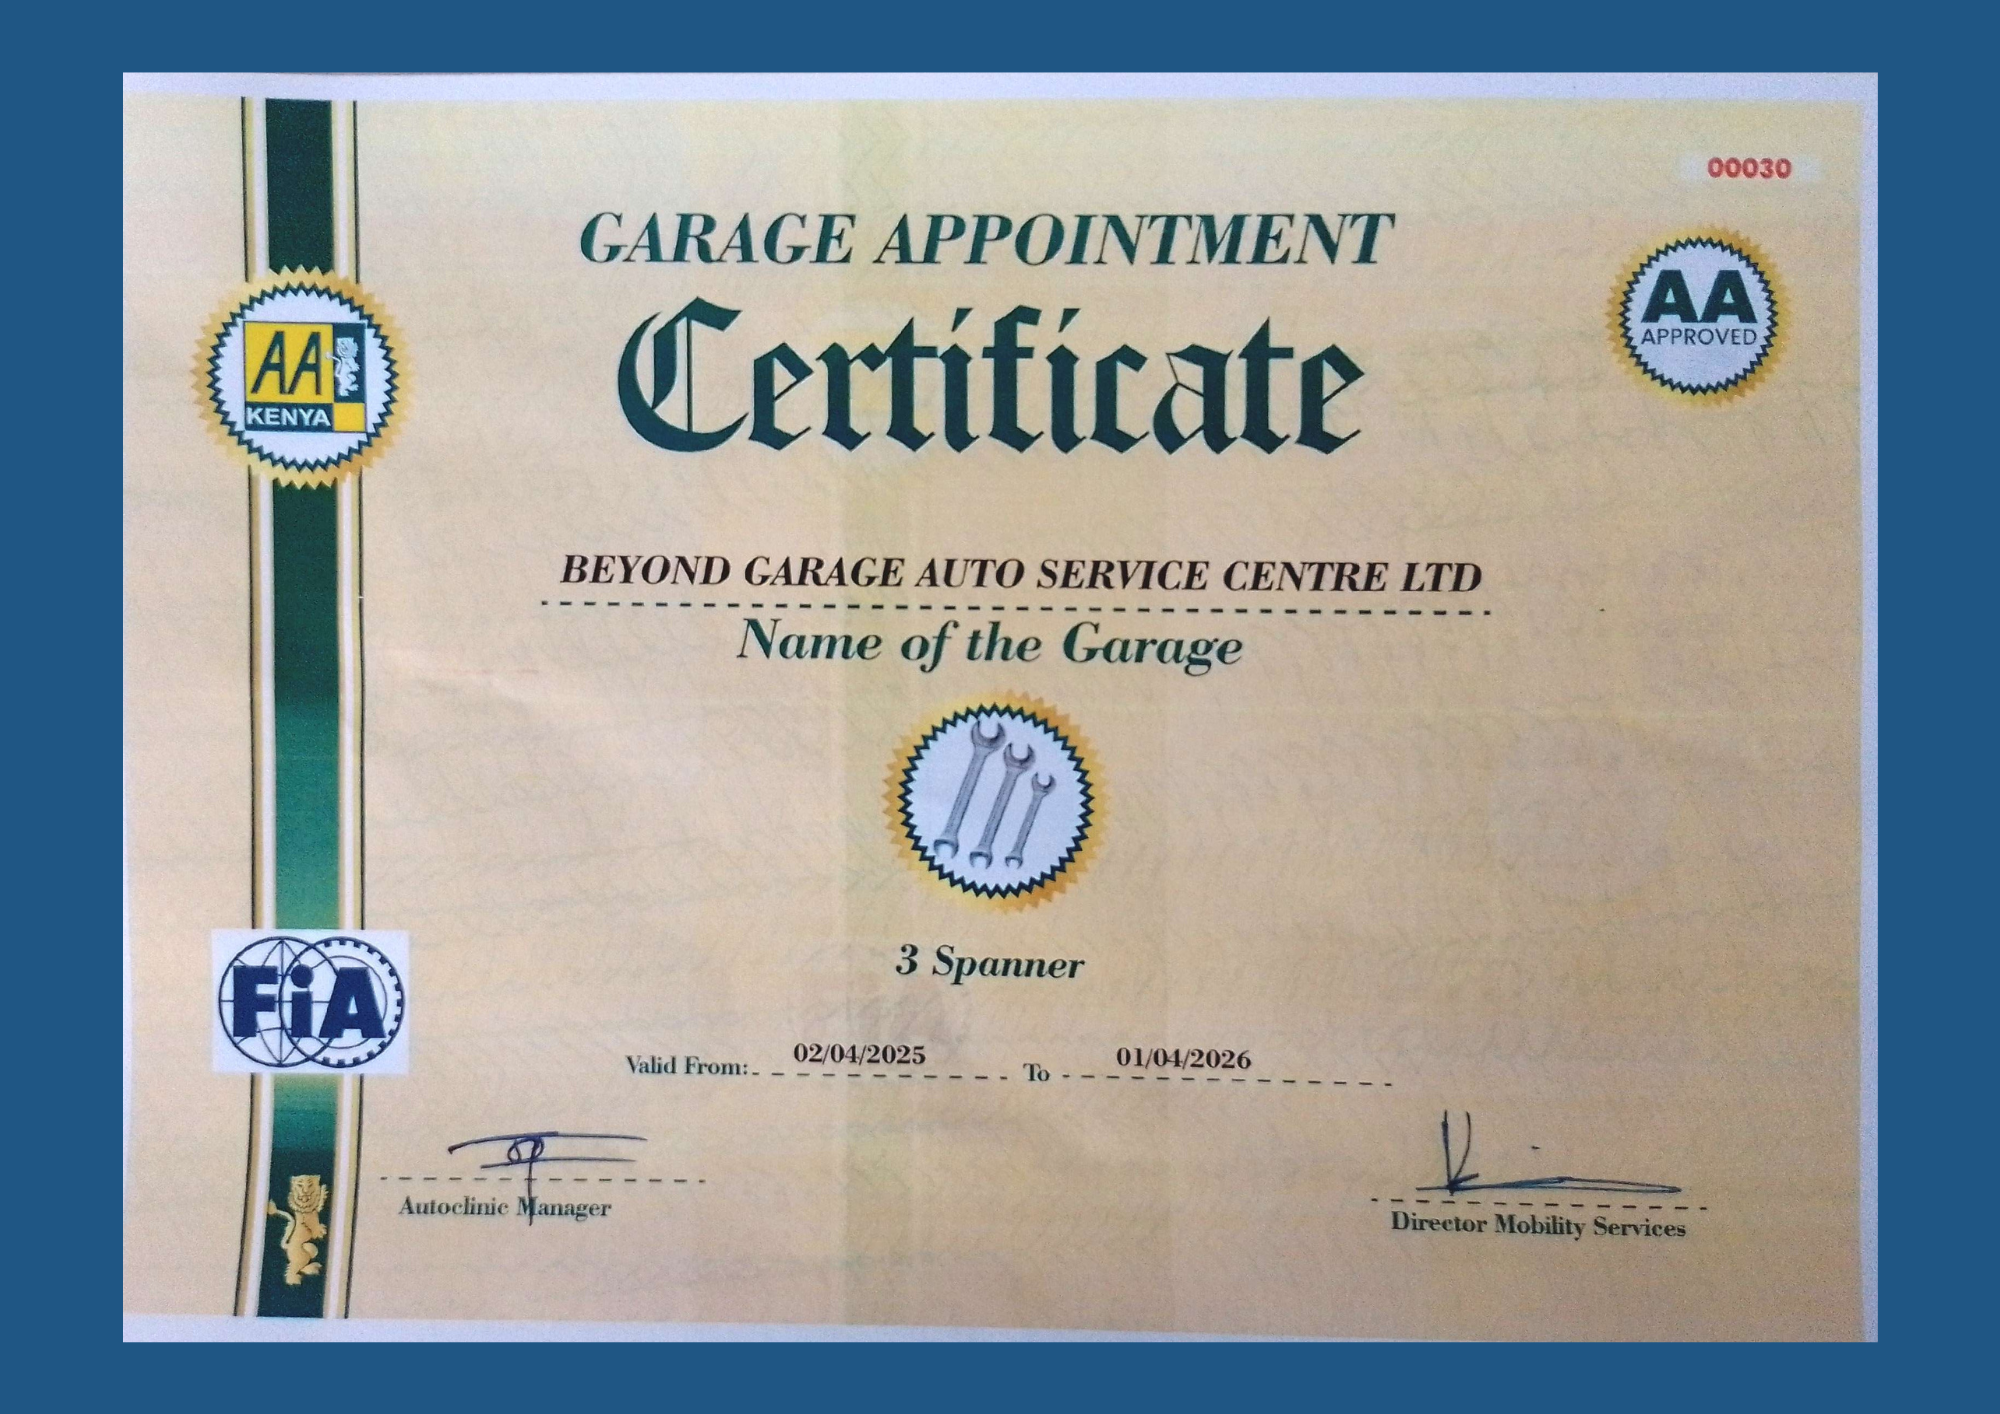 00030
GARAGE APPOINTMENT
AA
APPROVED
Certificate
AA
KENYA
BEYOND GARAGE AUTO SERVICE CENTRE LTD
Name of the Garage
3 Spanner
FiA
Valid From: 02/04/2025 To 01/04/2026
Autoclinic Manager
Director Mobility Services